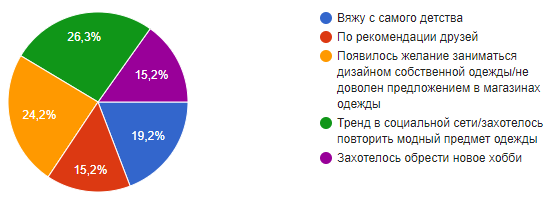 26,3%
15,2%
24,2%
19,2%
15,2%
Вяжу с самого детства
По рекомендации друзей
Появилось желание заниматься
дизайном собственной одежды/не
доволен предложением в магазинах
одежды
Тренд в социальной сети/захотелось
повторить модный предмет одежды
Захотелось обрести новое хобби